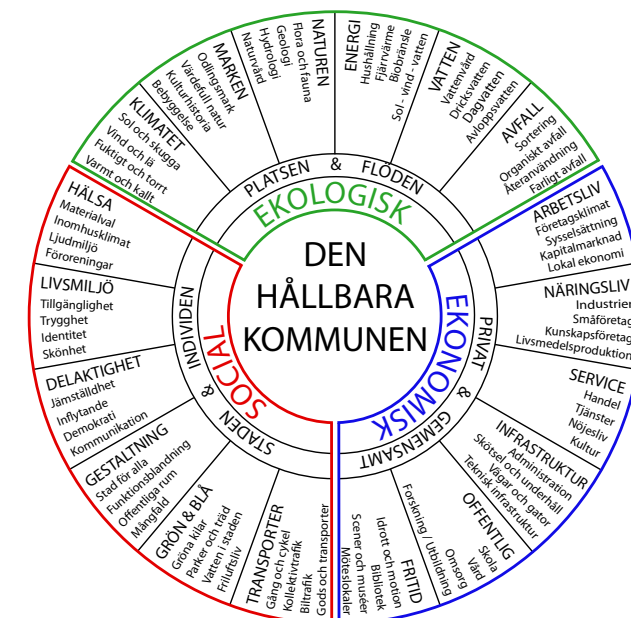 DEN
HÅLLBARA
KOMMUNEN
EKOLOGISK
PLATSEN & FLÖDEN
KLIMATET
Sol och skugga
Vind och lä
Fuktigt och torrt
Varmt och kallt
MARKEN
Odlingsmark
Värdefull natur
Kulturhistoria
Bebyggelse
NATUREN
Flora och fauna
Geologi
Hydrologi
Naturvård
ENERGI
Hushållning
Fjärrvärme
Biobränsle
Sol - vind - vatten
VATTEN
Vattenvård
Dricksvatten
Dagvatten
Avloppsvatten
AVFALL
Sortering
Organiskt avfall
Återanvändning
Farligt avfall
EKONOMISK
PRIVAT & GEMENSAMT
ARBETSLIV
Företagsklimat
Sysselsättning
Kapitalmarknad
Lokal ekonomi
NÄRINGSLIV
Industrier
Småföretag
Kunskapsföretag
Livsmedelsproduktion
SERVICE
Handel
Tjänster
Nöjesliv
Kultur
INFRASTRUKTUR
Administration
Skötsel och underhåll
Vägar och gator
Teknisk infrastruktur
OFFENTLIG
Skola
Vård
Omsorg
Forskning / Utbildning
FRITID
Idrott och motion
Bibliotek
Scener och muséer
Möteslokaler
SOCIAL
STADEN & INDIVIDEN
HÄLSA
Materialval
Inomhusklimat
Ljudmiljö
Föroreningar
LIVSMILJÖ
Tillgänglighet
Trygghet
Identitet
Skönhet
DELAKTIGHET
Jämställdhet
Inflytande
Demokrati
Kommunikation
GESTALTNING
Stad för alla
Funktionsblandning
Offentliga rum
Mångfald
GRÖN & BLÅ
Gröna kilar
Parker och träd
Vatten i staden
Friluftsliv
TRANSPORTER
Gång och cykel
Kollektivtrafik
Biltrafik
Gods och transporter